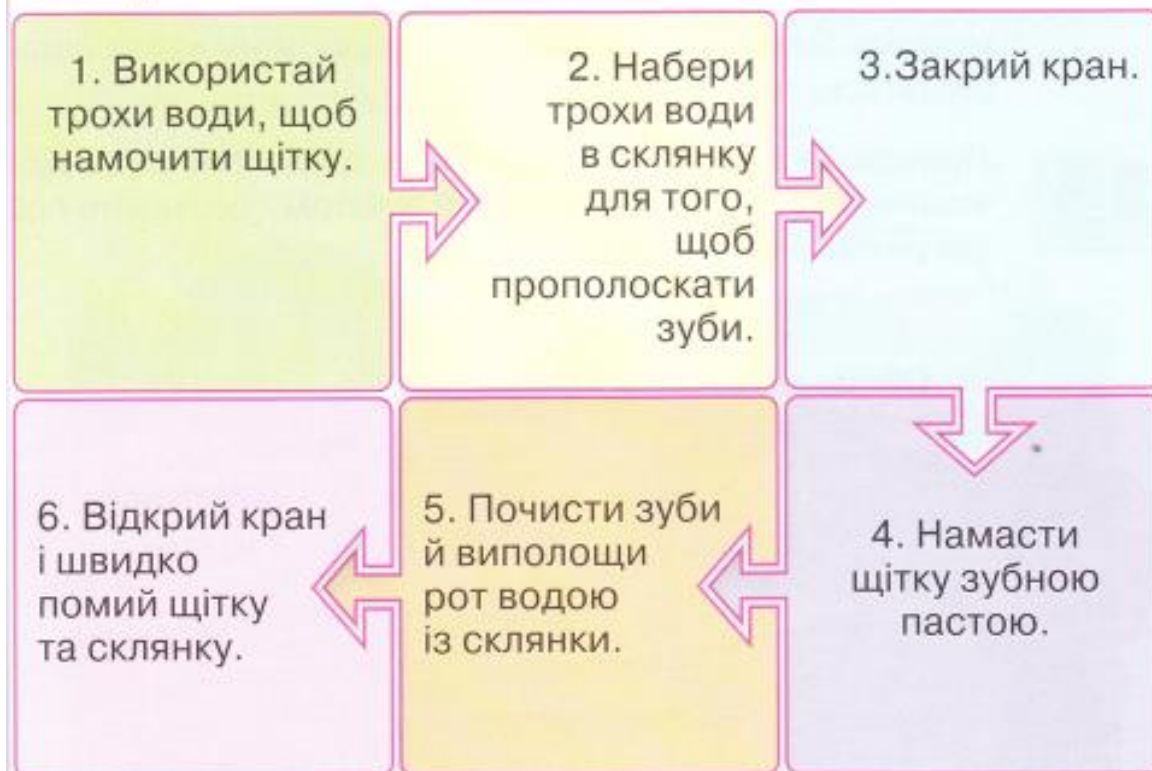 1. Використай
трохи води, щоб
намочити щітку.
2. Набери
трохи води
в склянку
для того,
щоб
прополоскати
зуби.
3.Закрий кран.
4. Намасти
щітку зубною
пастою.
5. Почисти зуби
й виполощи
рот водою
із склянки.
6. Відкрий кран
і швидко
помий щітку
та склянку.